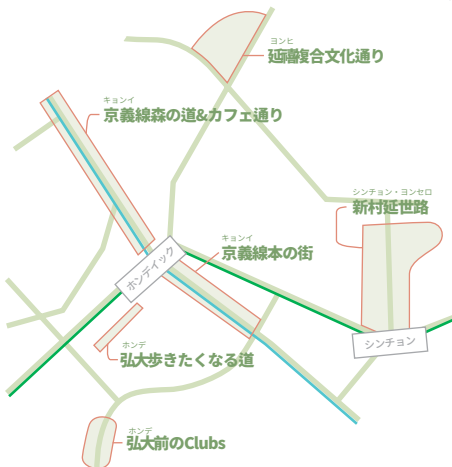 ヨンヒ
延禧複合文化通り
キョンイ
京義線森の道&カフェ通り
シンチョン・ヨンセロ
新村延世路
キョンイ
京義線本の街
ホンデイック
シンチョン
ホンデ
弘大歩きたくなる道
ホンデ
弘大前のClubs